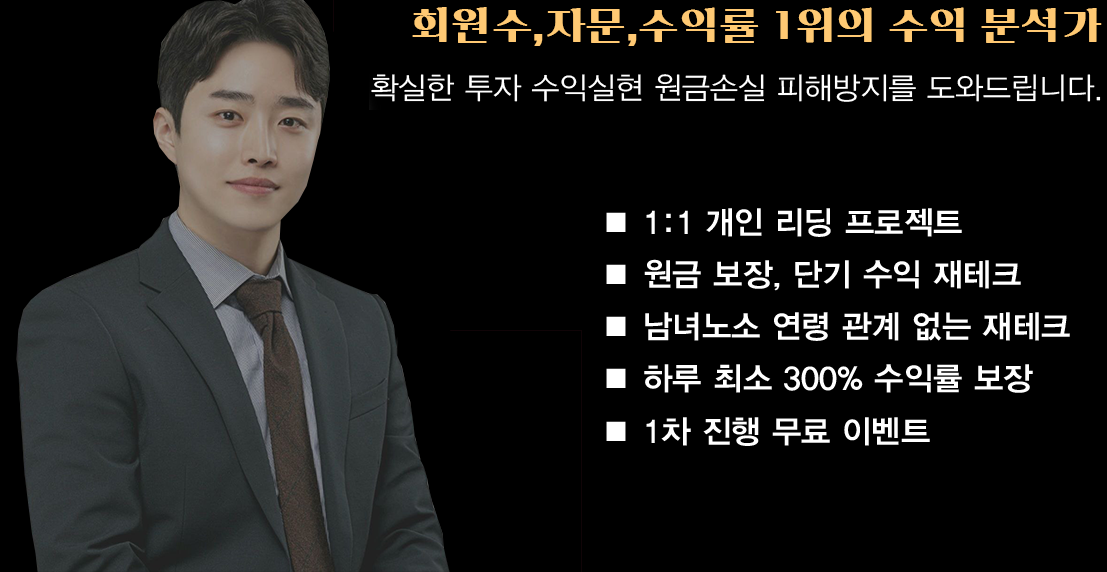 회원수,자문,수익률 1위의 수익 분석가
확실한 투자 수익실현 원금손실 피해방지를 도와드립니다.
■ 1:1 개인 리딩 프로젝트
■ 원금 보장, 단기 수익 재테크
■ 남녀노소 연령 관계 없는 재테크
■ 하루 최소 300% 수익률 보장
■ 1차 진행 무료 이벤트